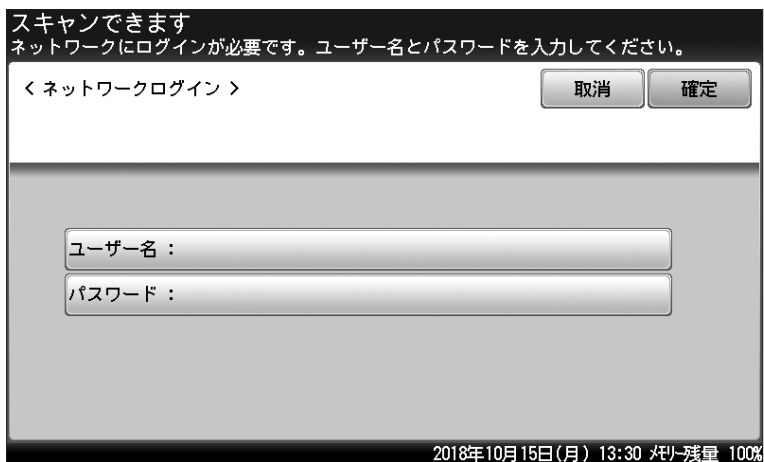 スキャンできます
ネットワークにログインが必要です。ユーザー名とパスワードを入力してください。
< ネットワークログイン >
取消
確定
ユーザー名 :
パスワード :
2018年10月15日(月) 13:30 ﾒﾓﾘｰ残量 100%